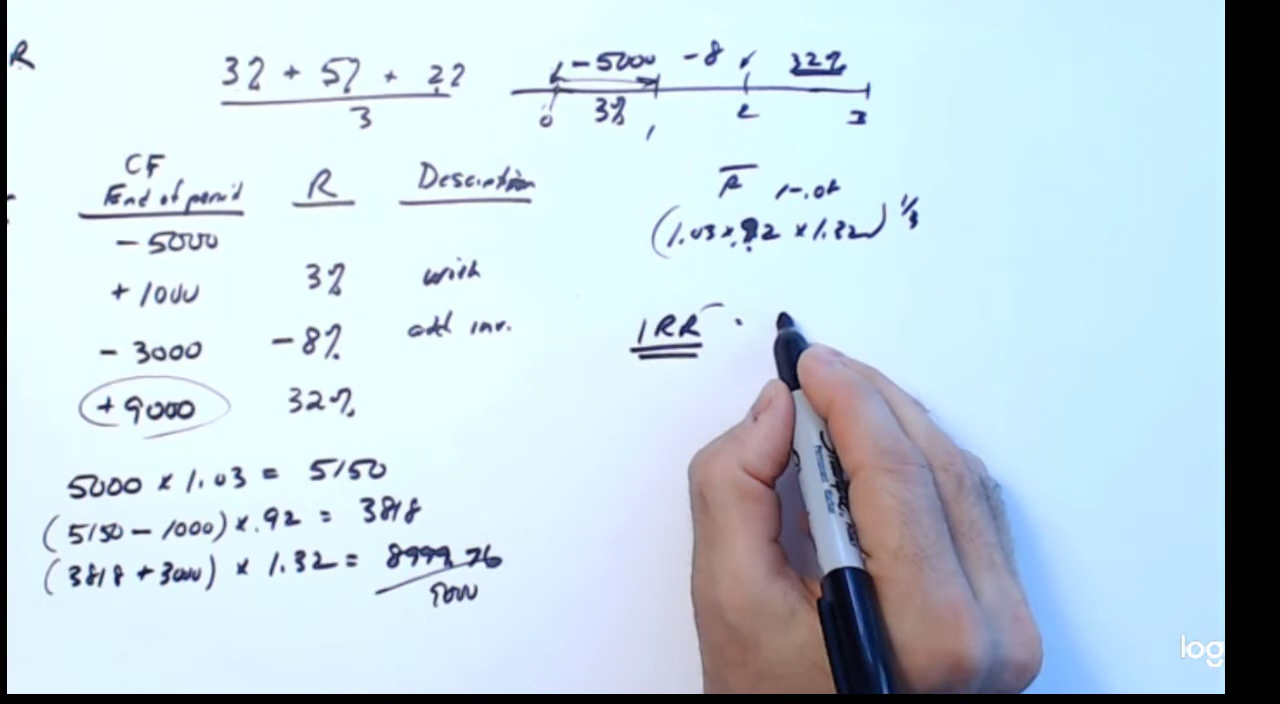 R
3% + 5% + 22
3
- 5000 -8 32%
0 3% 1 2 3
CF
End of period R Description
- 5000
+ 1000 3% with
- 3000 -8% add inv.
+ 9000 32%
R 1-.08
(1.03 × .92 × 1.32) 1/3
IRR
5000 × 1.03 = 5150
(5150 - 1000) × .92 = 3818
(3818 + 3000) × 1.32 = 8999.76
9000
log